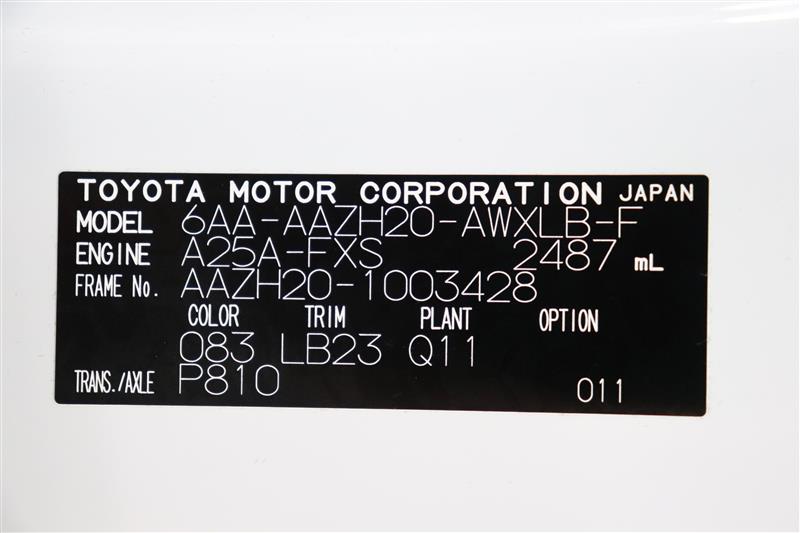 TOYOTA MOTOR CORPORATION JAPAN
MODEL 6AA-AAZH20-AWXLB-F
ENGINE A25A-FXS 2487 mL
FRAME No. AAZH20-1003428
COLOR TRIM PLANT OPTION
083 LB23 Q11
TRANS./AXLE P810 011